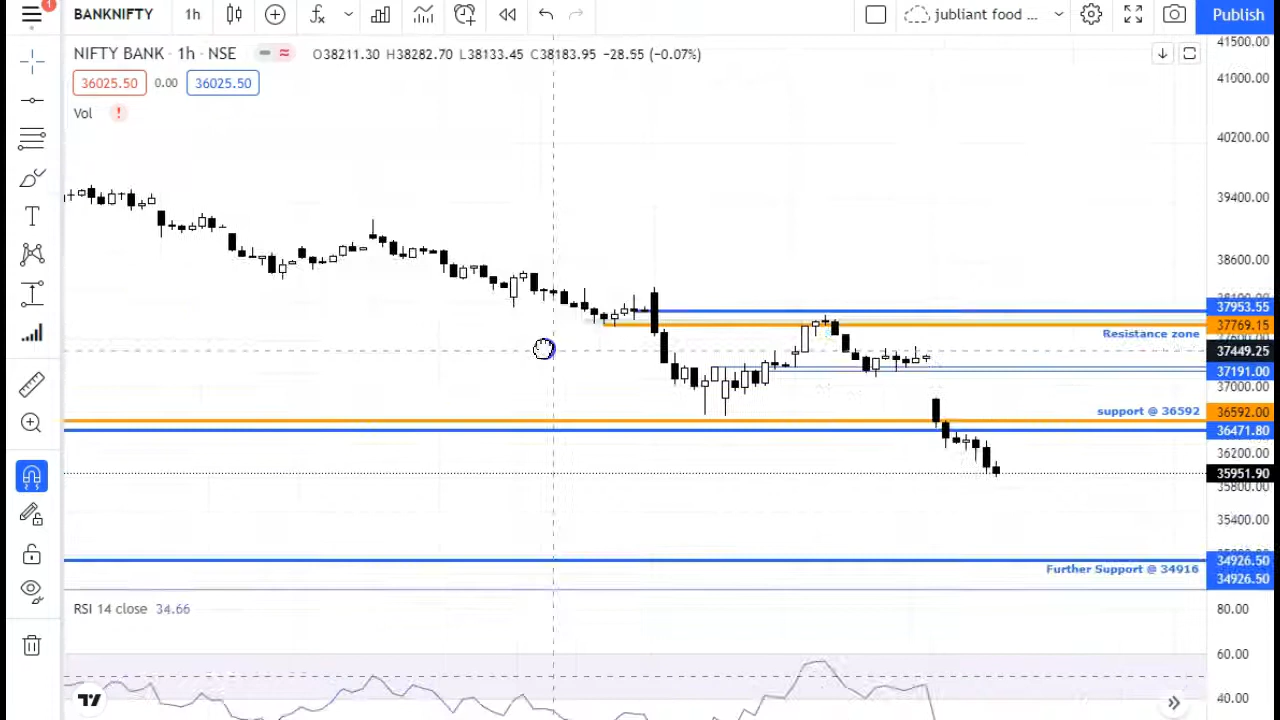 1
BANKNIFTY 1h jubliant food ... Publish
NIFTY BANK · 1h · NSE O38211.30 H38282.70 L38133.45 C38183.95 −28.55 (−0.07%)
36025.50 0.00 36025.50
Vol !
41500.00
41000.00
40200.00
39400.00
38600.00
37953.55
37769.15
Resistance zone
37449.25
37191.00
37000.00
support @ 36592 36592.00
36471.80
36200.00
35951.90
35800.00
35400.00
34926.50
Further Support @ 34916
34926.50
RSI 14 close 34.66
80.00
60.00
40.00